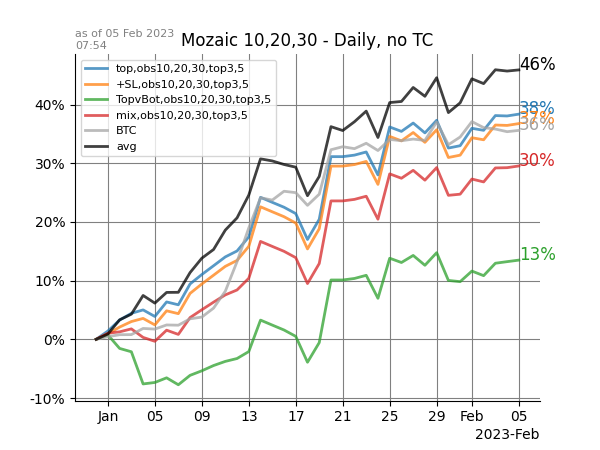 as of 05 Feb 2023
07:54
Mozaic 10,20,30 - Daily, no TC
top,obs10,20,30,top3,5
+SL,obs10,20,30,top3,5
TopvBot,obs10,20,30,top3,5
mix,obs10,20,30,top3,5
BTC
avg
46%
38%
37%
36%
30%
13%
40%
30%
20%
10%
0%
-10%
Jan 05 09 13 17 21 25 29 Feb 05
2023-Feb